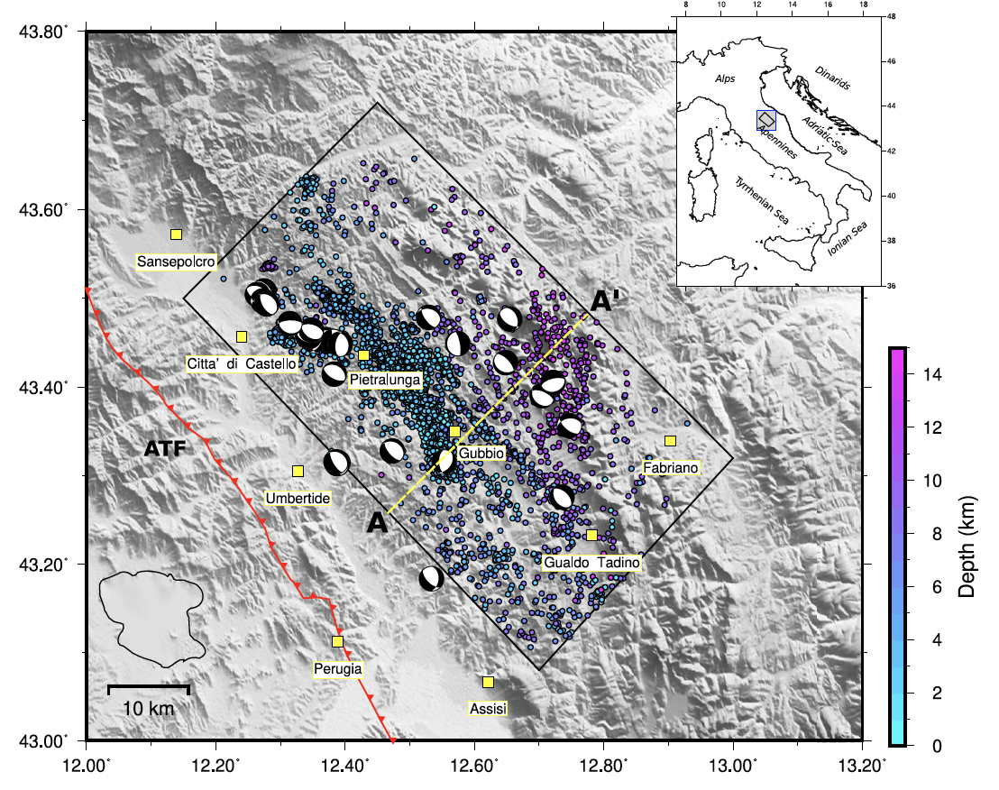 8 10 12 14 16 18
43.80˚
48
46
44
42
40
38
36
Alps
Dinarids
Adriatic-Sea
Apennines
Tyrrhenian Sea
Ionian Sea
43.60˚
Sansepolcro
A'
Citta' di Castello
43.40˚
Pietralunga
ATF
Gubbio
Fabriano
Umbertide
A
43.20˚
Gualdo Tadino
Perugia
Assisi
10 km
43.00˚
12.00˚ 12.20˚ 12.40˚ 12.60˚ 12.80˚ 13.00˚ 13.20˚
14
12
10
8
6
4
2
0
Depth (km)